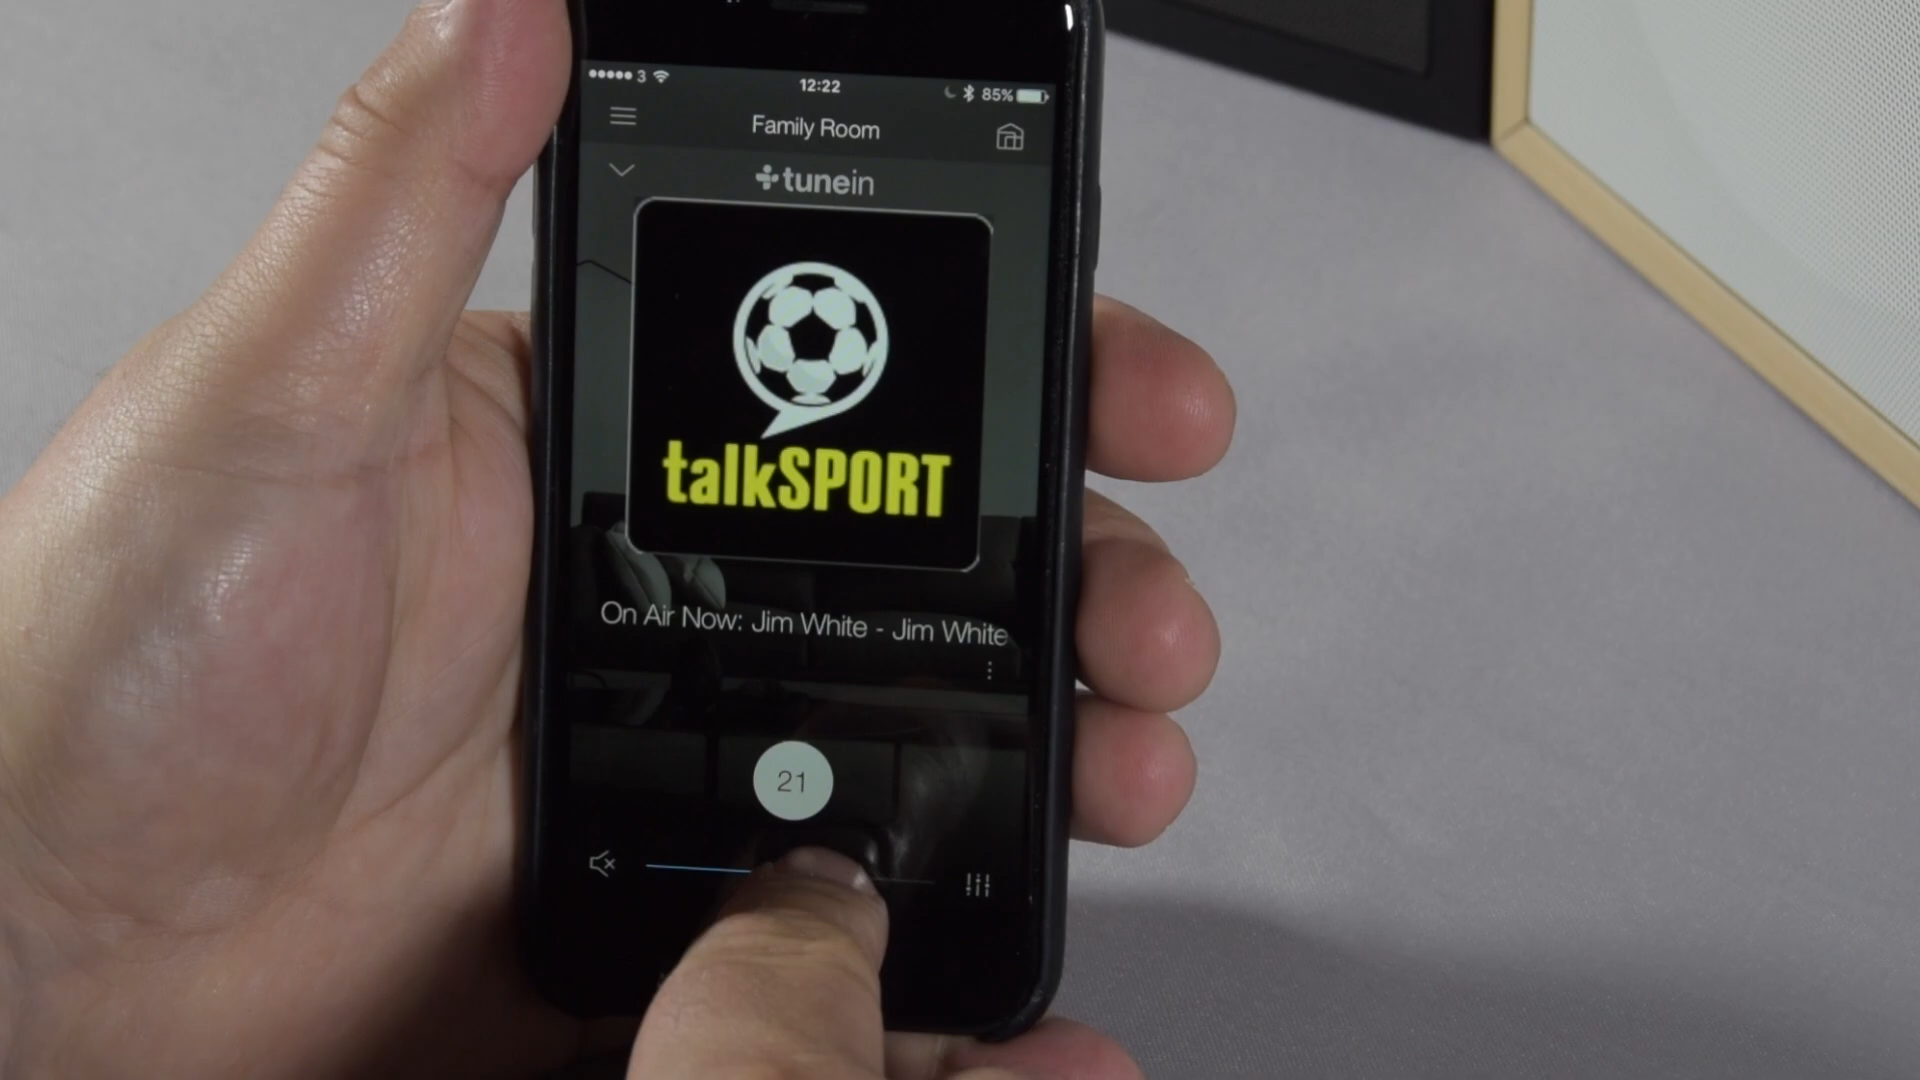 3
12:22
85%
Family Room
tunein
talkSPORT
On Air Now: Jim White - Jim White
21